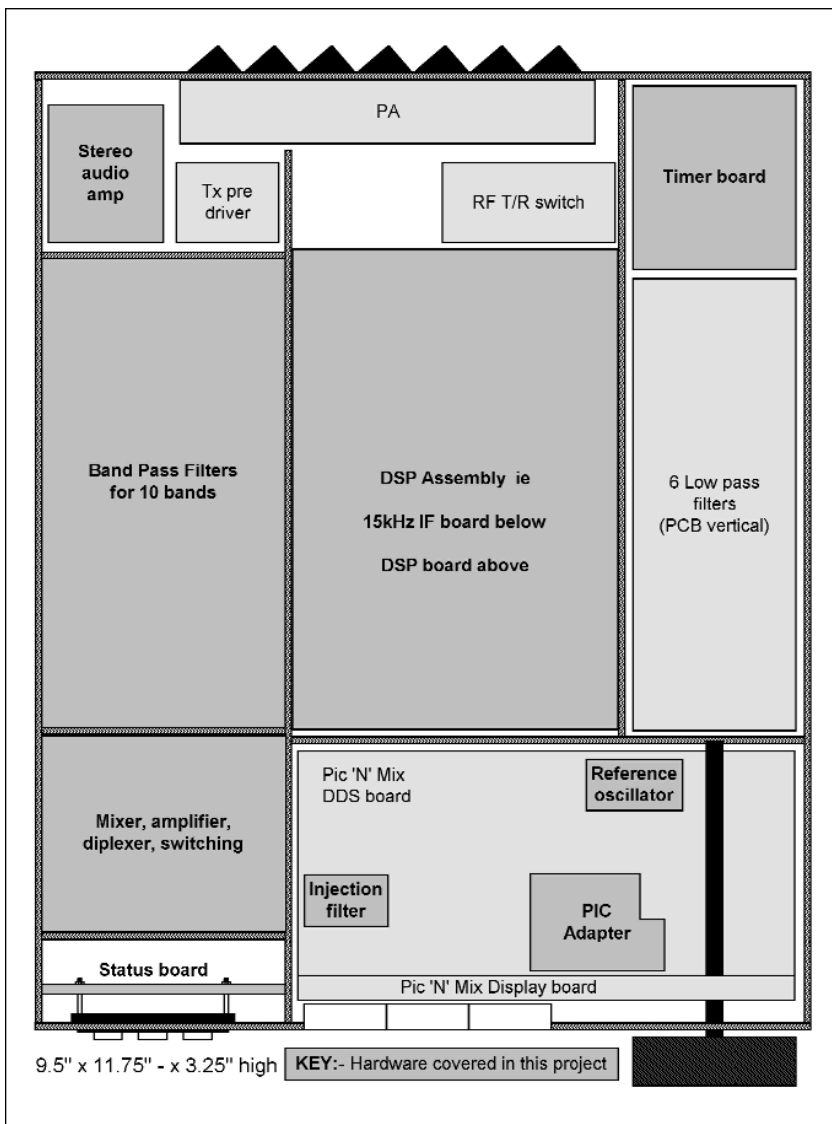 PA
Stereo
audio
amp
Tx pre
driver
RF T/R switch
Timer board
Band Pass Filters
for 10 bands
DSP Assembly ie
15kHz IF board below
DSP board above
6 Low pass
filters
(PCB vertical)
Pic 'N' Mix
DDS board
Reference
oscillator
Mixer, amplifier,
diplexer, switching
Injection
filter
PIC
Adapter
Status board
Pic 'N' Mix Display board
9.5" x 11.75" - x 3.25" high
KEY:- Hardware covered in this project